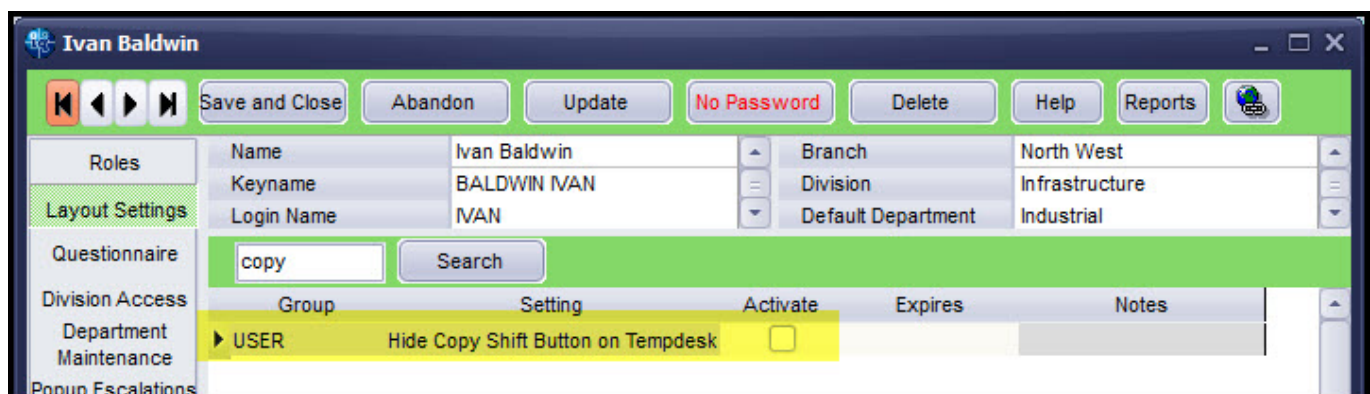 Ivan Baldwin
Save and Close Abandon Update No Password Delete Help Reports
Roles
Layout Settings
Questionnaire
Division Access
Department
Maintenance
Popup Escalations
Name Ivan Baldwin Branch North West
Keyname BALDWIN IVAN Division Infrastructure
Login Name IVAN Default Department Industrial
copy Search
Group Setting Activate Expires Notes
USER Hide Copy Shift Button on Tempdesk